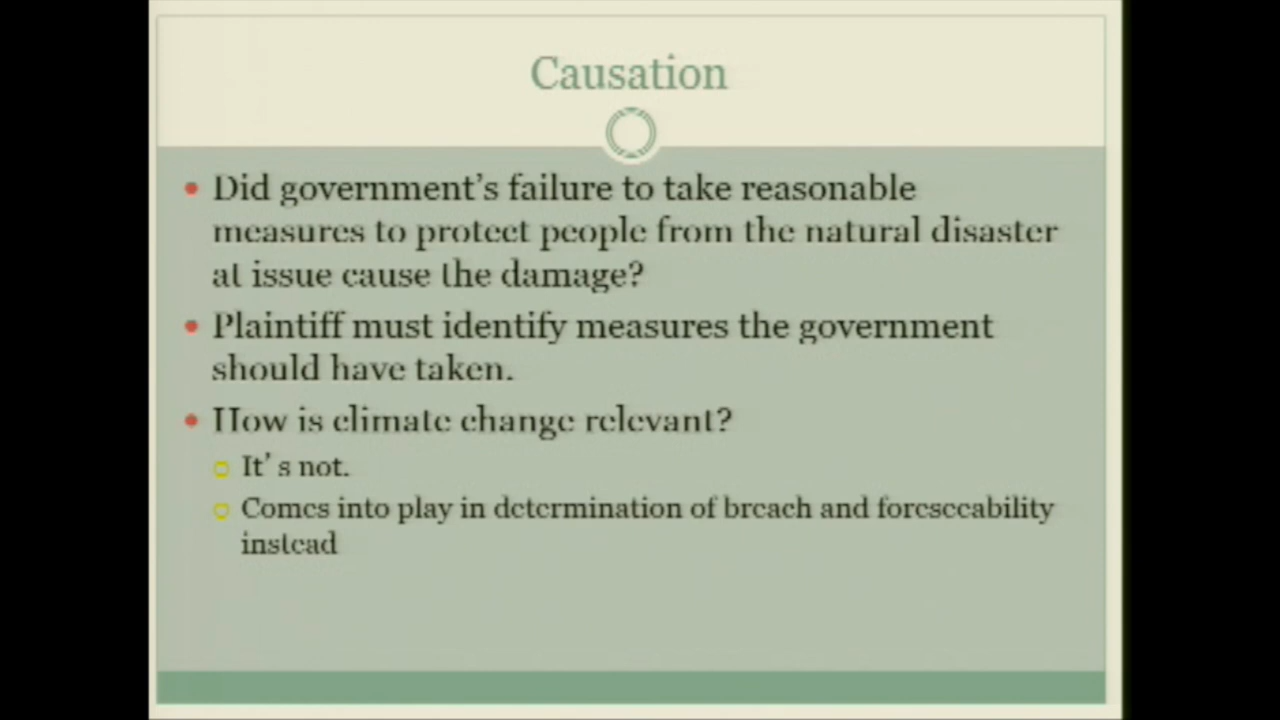 Causation
Did government's failure to take reasonable
measures to protect people from the natural disaster
at issue cause the damage?
Plaintiff must identify measures the government
should have taken.
How is climate change relevant?
It' s not.
Comes into play in determination of breach and foreseeability
instead